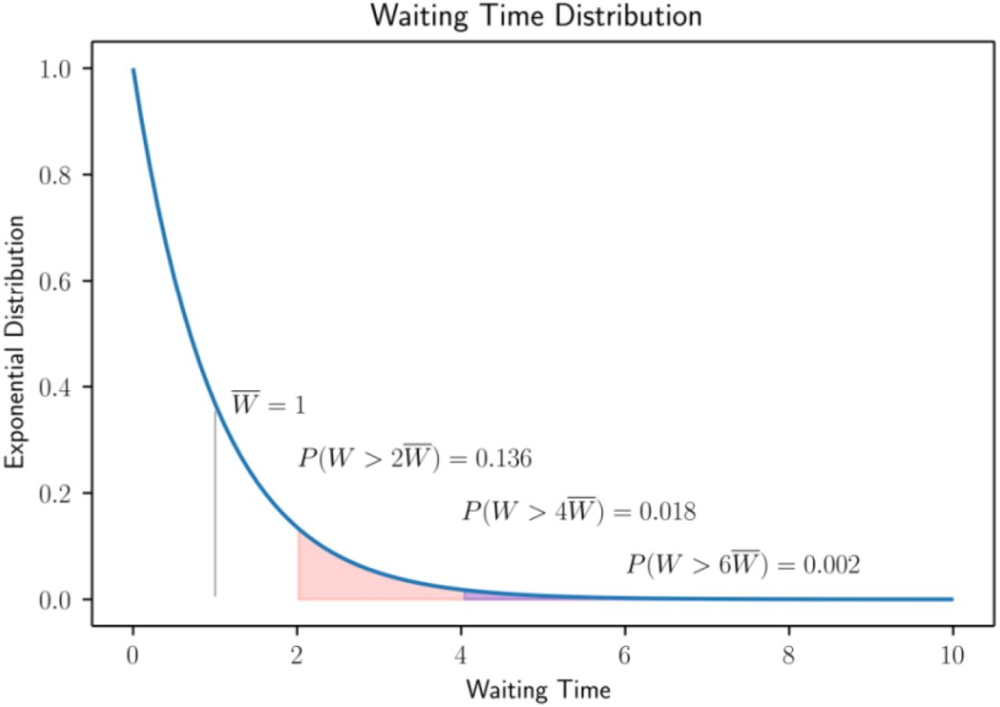 Waiting Time Distribution
Exponential Distribution
1.0
0.8
0.6
0.4
0.2
0.0
W̅ = 1
P(W > 2W̅) = 0.136
P(W > 4W̅) = 0.018
P(W > 6W̅) = 0.002
0 2 4 6 8 10
Waiting Time